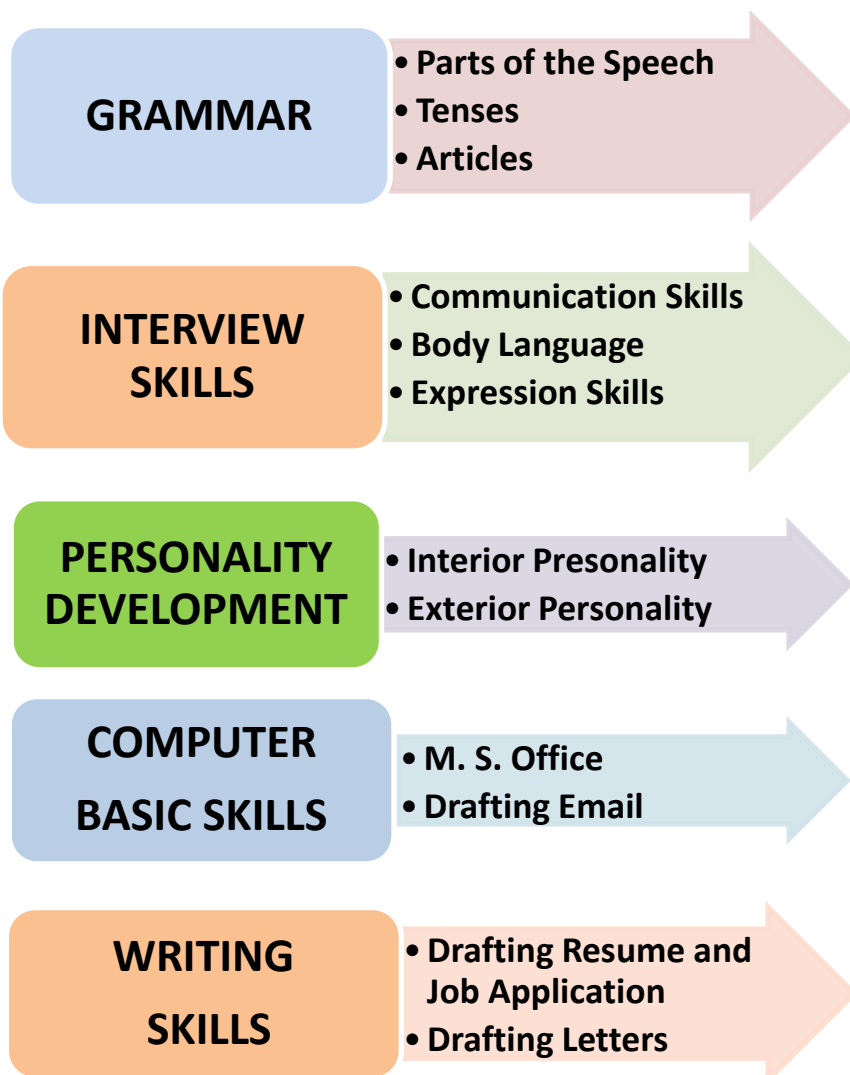 GRAMMAR
• Parts of the Speech
• Tenses
• Articles
INTERVIEW
SKILLS
• Communication Skills
• Body Language
• Expression Skills
PERSONALITY
DEVELOPMENT
• Interior Presonality
• Exterior Personality
COMPUTER
BASIC SKILLS
• M. S. Office
• Drafting Email
WRITING
SKILLS
• Drafting Resume and
Job Application
• Drafting Letters